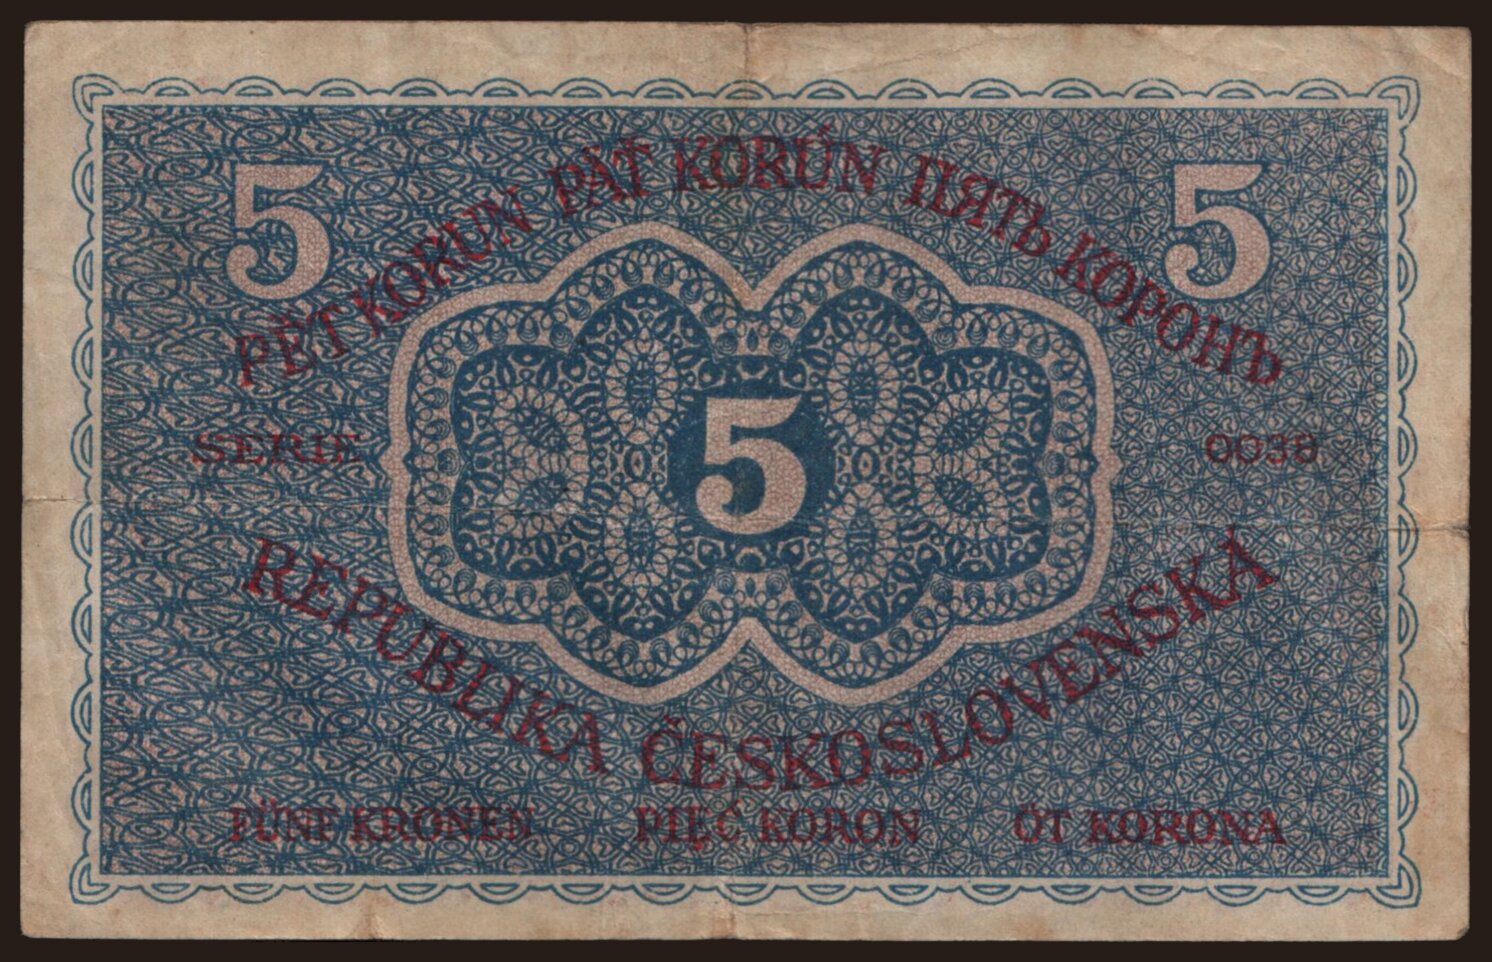 5 5
PĚT KORUN PÄŤ KORÚN ПЯТЬ КОРОНЪ
SERIE 0038
5
REPUBLIKA ČESKOSLOVENSKÁ
FÜNF KRONEN PIĘĆ KORON ÖT KORONA